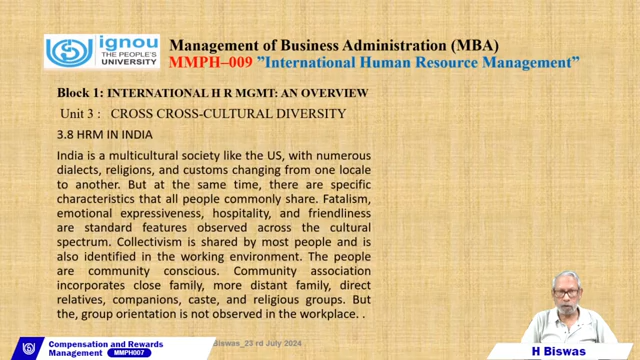 ignou
THE PEOPLE'S
UNIVERSITY
Management of Business Administration (MBA)
MMPH–009 ”International Human Resource Management”
Block 1: INTERNATIONAL H R MGMT: AN OVERVIEW
Unit 3 : CROSS CROSS-CULTURAL DIVERSITY
3.8 HRM IN INDIA
India is a multicultural society like the US, with numerous
dialects, religions, and customs changing from one locale
to another. But at the same time, there are specific
characteristics that all people commonly share. Fatalism,
emotional expressiveness, hospitality, and friendliness
are standard features observed across the cultural
spectrum. Collectivism is shared by most people and is
also identified in the working environment. The people
are community conscious. Community association
incorporates close family, more distant family, direct
relatives, companions, caste, and religious groups. But
the, group orientation is not observed in the workplace. .
Compensation and Rewards
Management MMPH007
Biswas_23 rd July 2024
H Biswas